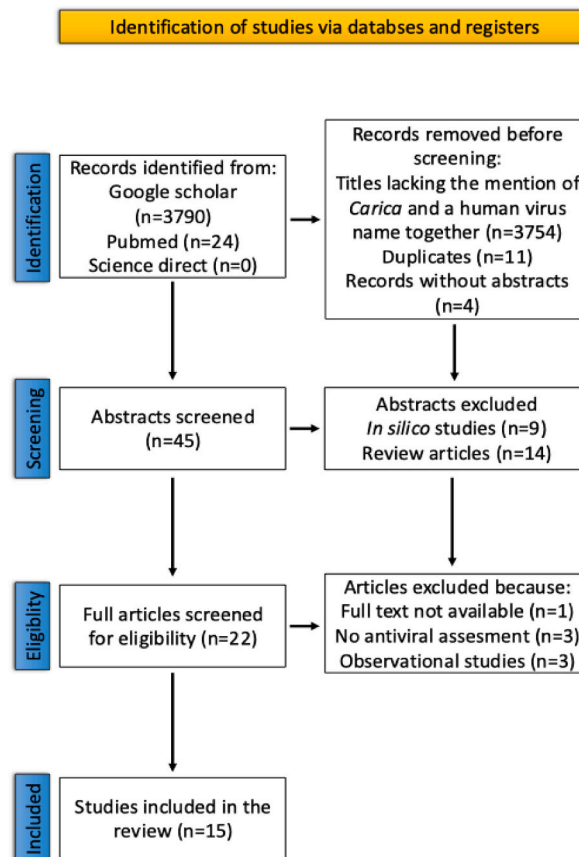 Identification of studies via databses and registers
Identification
Records identified from:
Google scholar
(n=3790)
Pubmed (n=24)
Science direct (n=0)
Records removed before
screening:
Titles lacking the mention of
Carica and a human virus
name together (n=3754)
Duplicates (n=11)
Records without abstracts
(n=4)
Screening
Abstracts screened
(n=45)
Abstracts excluded
In silico studies (n=9)
Review articles (n=14)
Eligiblity
Full articles screened
for eligibility (n=22)
Articles excluded because:
Full text not available (n=1)
No antiviral assesment (n=3)
Observational studies (n=3)
Included
Studies included in the
review (n=15)